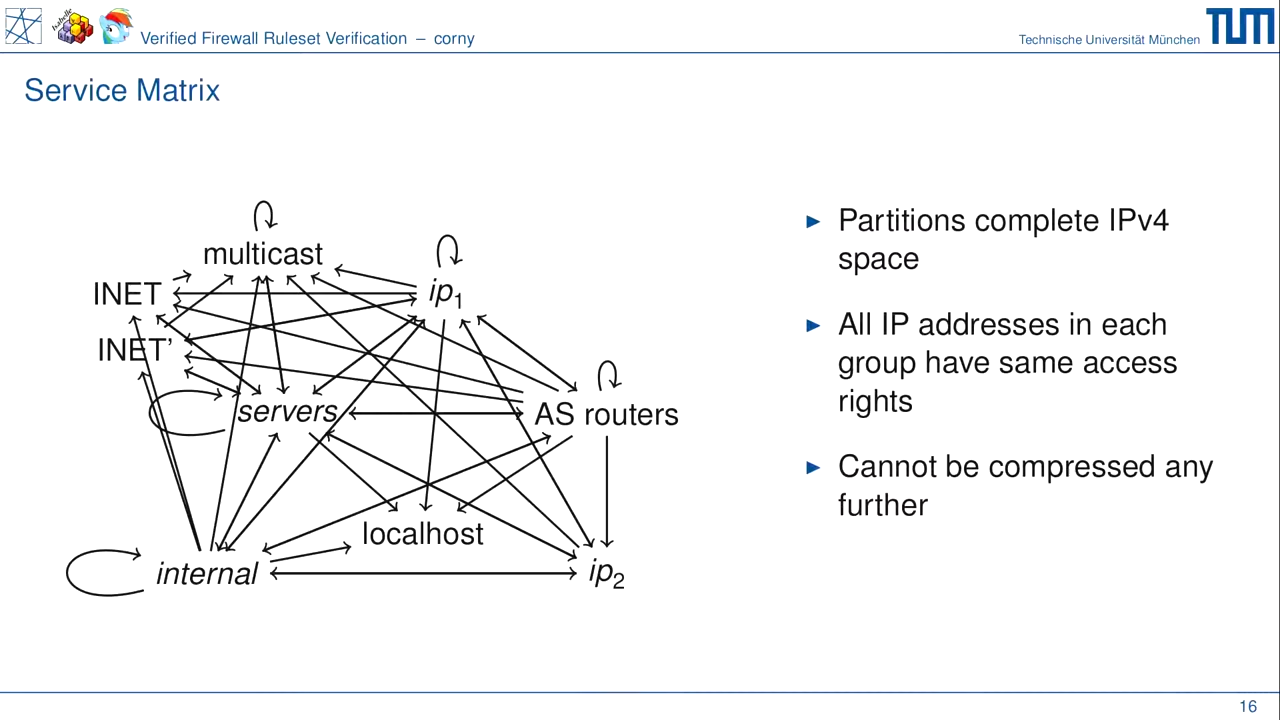 Isabelle
Verified Firewall Ruleset Verification – corny
Technische Universität München
TUM
Service Matrix
multicast
INET
ip1
INET’
servers
AS routers
localhost
internal
ip2
Partitions complete IPv4
space
All IP addresses in each
group have same access
rights
Cannot be compressed any
further
16